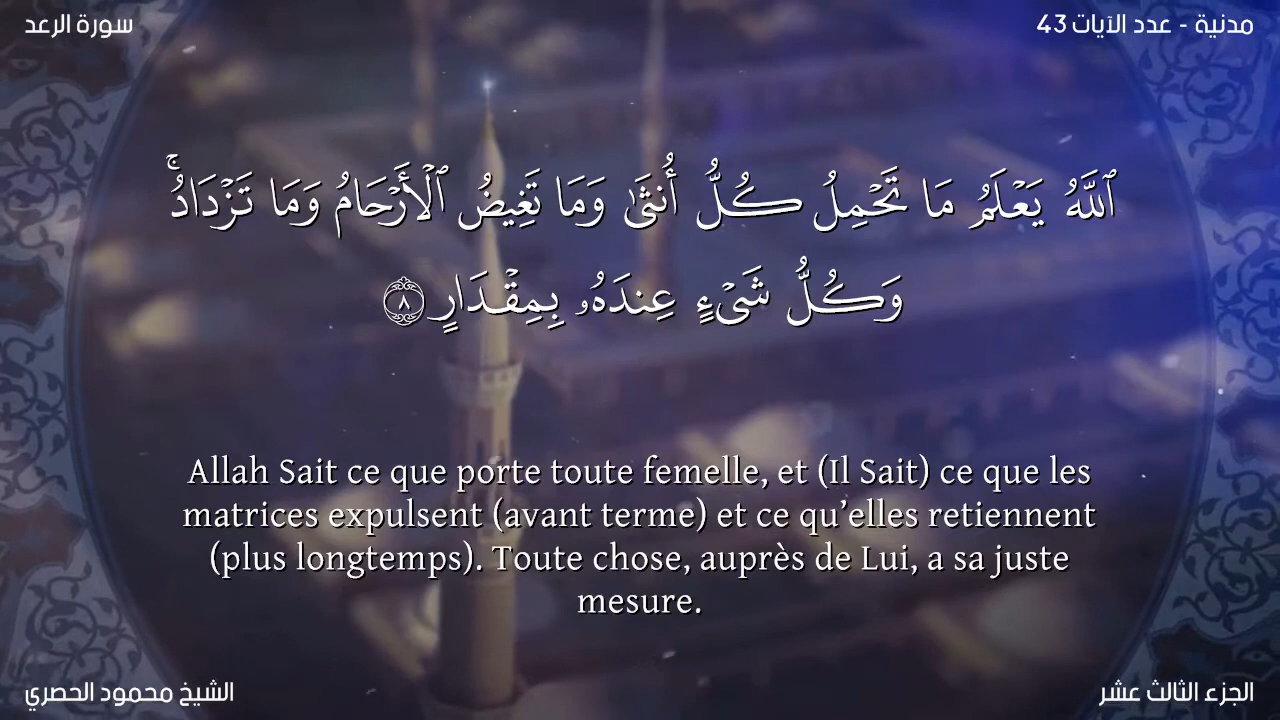 سورة الرعد
مدنية - عدد الآيات 43
ٱللَّهُ يَعۡلَمُ مَا تَحۡمِلُ كُلُّ أُنثَىٰ وَمَا تَغِيضُ ٱلۡأَرۡحَامُ وَمَا تَزۡدَادُۚ
وَكُلُّ شَيۡءٍ عِندَهُۥ بِمِقۡدَارٍ ٨
Allah Sait ce que porte toute femelle, et (Il Sait) ce que les
matrices expulsent (avant terme) et ce qu’elles retiennent
(plus longtemps). Toute chose, auprès de Lui, a sa juste
mesure.
الشيخ محمود الحصري
الجزء الثالث عشر